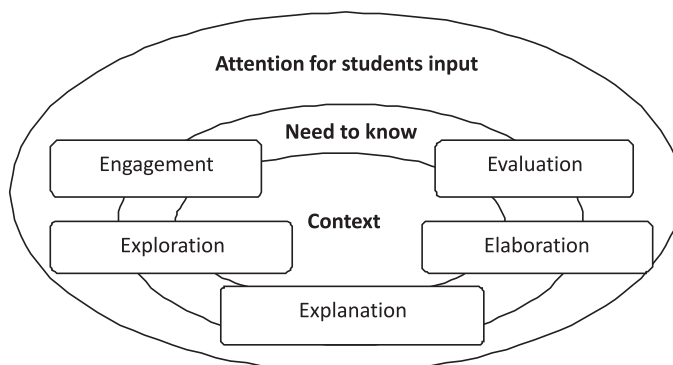 Attention for students input
Need to know
Engagement
Evaluation
Context
Exploration
Elaboration
Explanation